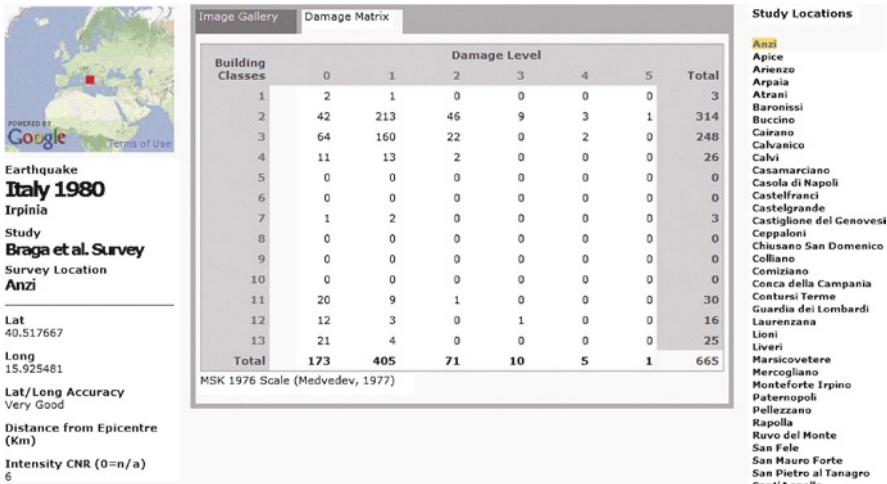 POWERED BY
Google
Terms of Use
Earthquake
Italy 1980
Irpinia
Study
Braga et al. Survey
Survey Location
Anzi
Lat
40.517667
Long
15.925481
Lat/Long Accuracy
Very Good
Distance from Epicentre
(Km)
Intensity CNR (0=n/a)
6
Image Gallery Damage Matrix
Building
Classes
Damage Level
0 1 2 3 4 5 Total
1 2 1 0 0 0 0 3
2 42 213 46 9 3 1 314
3 64 160 22 0 2 0 248
4 11 13 2 0 0 0 26
5 0 0 0 0 0 0 0
6 0 0 0 0 0 0 0
7 1 2 0 0 0 0 3
8 0 0 0 0 0 0 0
9 0 0 0 0 0 0 0
10 0 0 0 0 0 0 0
11 20 9 1 0 0 0 30
12 12 3 0 1 0 0 16
13 21 4 0 0 0 0 25
Total 173 405 71 10 5 1 665
MSK 1976 Scale (Medvedev, 1977)
Study Locations
Anzi
Apice
Arienzo
Arpaia
Atrani
Baronissi
Buccino
Cairano
Calvanico
Calvi
Casamarciano
Casola di Napoli
Castelfranci
Castelgrande
Castiglione del Genovesi
Ceppaloni
Chiusano San Domenico
Colliano
Comiziano
Conca della Campania
Contursi Terme
Guardia dei Lombardi
Laurenzana
Lioni
Liveri
Marsicovetere
Mercogliano
Monteforte Irpino
Paternopoli
Pellezzano
Rapolla
Ruvo del Monte
San Fele
San Mauro Forte
San Pietro al Tanagro